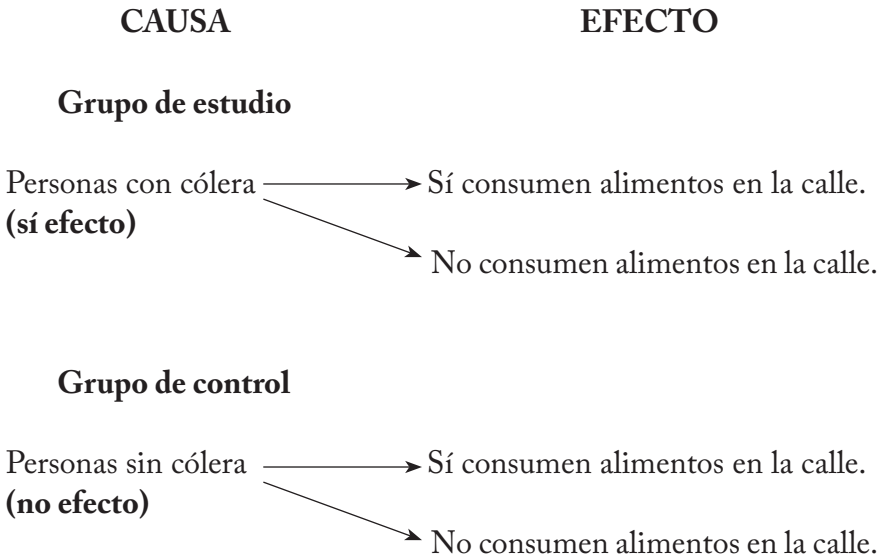 CAUSA EFECTO
Grupo de estudio
Personas con cólera Sí consumen alimentos en la calle.
(sí efecto)
No consumen alimentos en la calle.
Grupo de control
Personas sin cólera Sí consumen alimentos en la calle.
(no efecto)
No consumen alimentos en la calle.